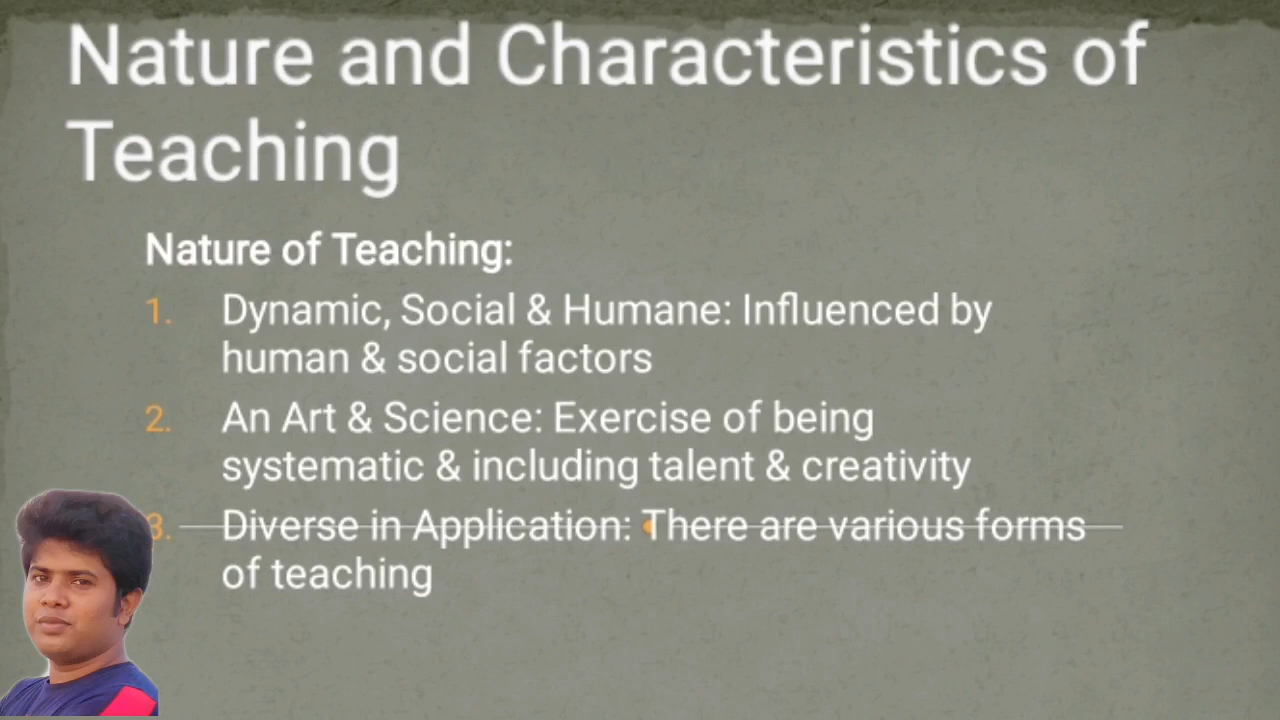 Nature and Characteristics of
Teaching
Nature of Teaching:
1. Dynamic, Social & Humane: Influenced by
human & social factors
2. An Art & Science: Exercise of being
systematic & including talent & creativity
3. Diverse in Application: There are various forms
of teaching